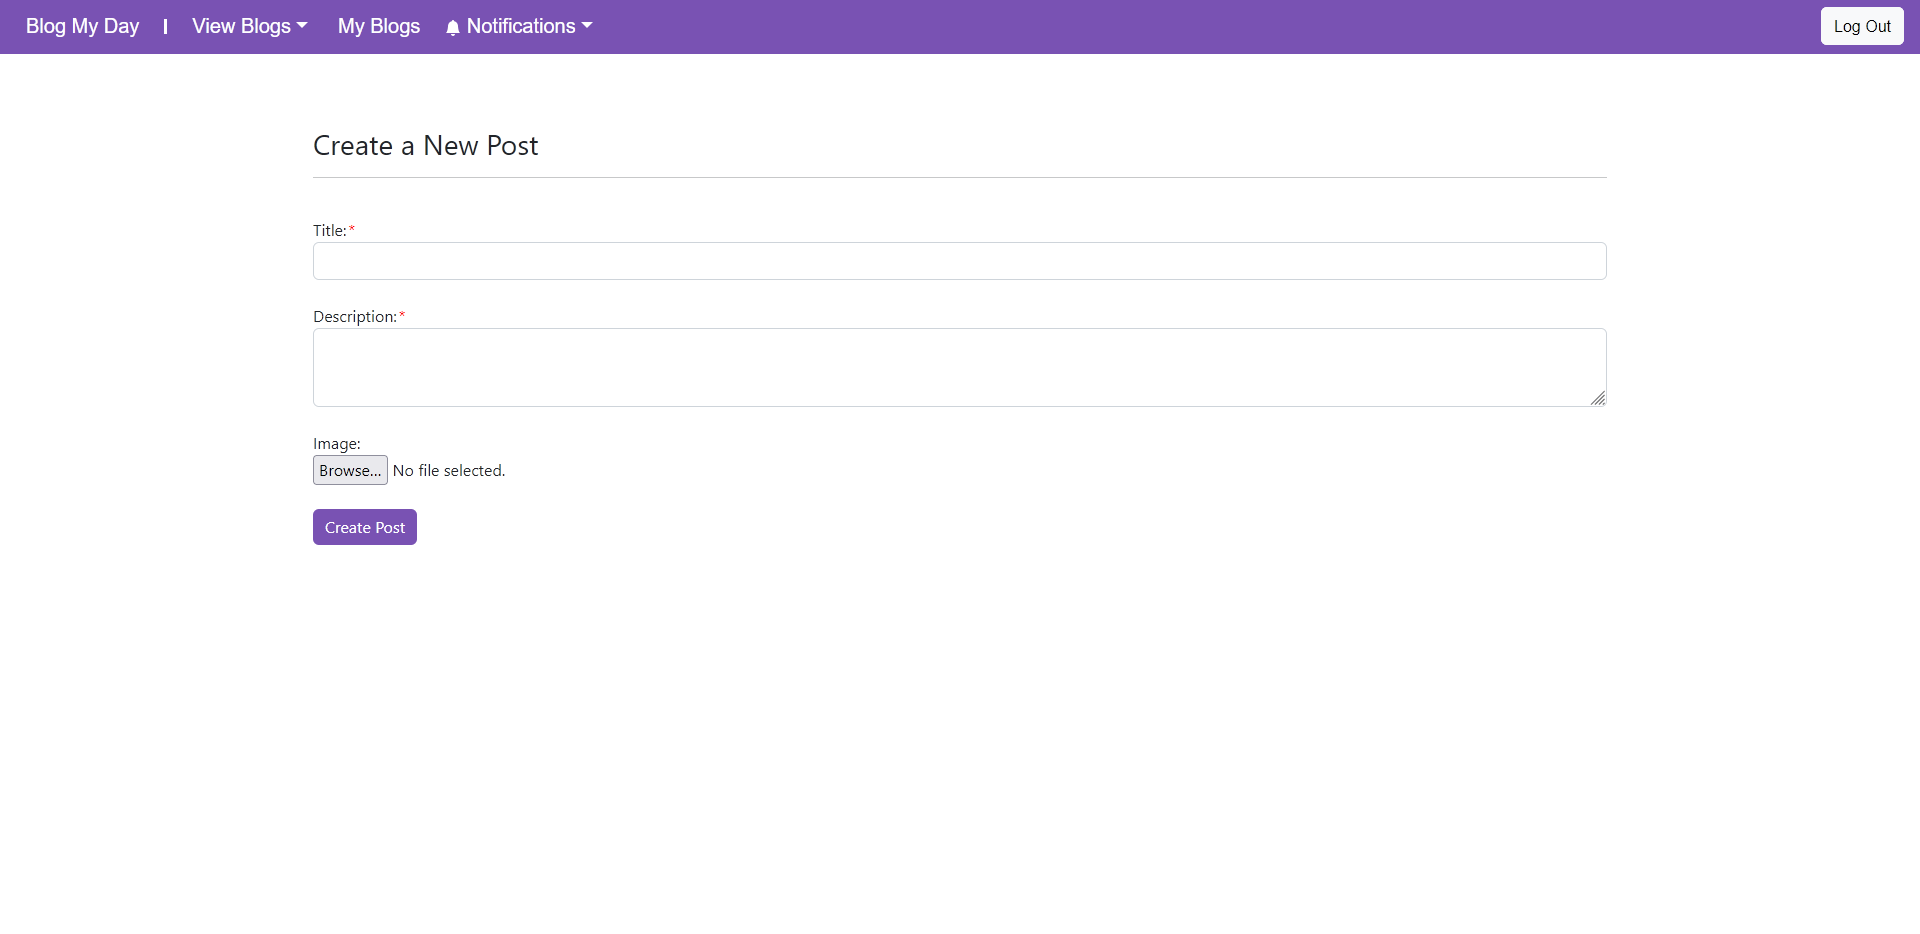 Blog My Day | View Blogs My Blogs Notifications Log Out
Create a New Post
Title:*
Description:*
Image:
Browse... No file selected.
Create Post